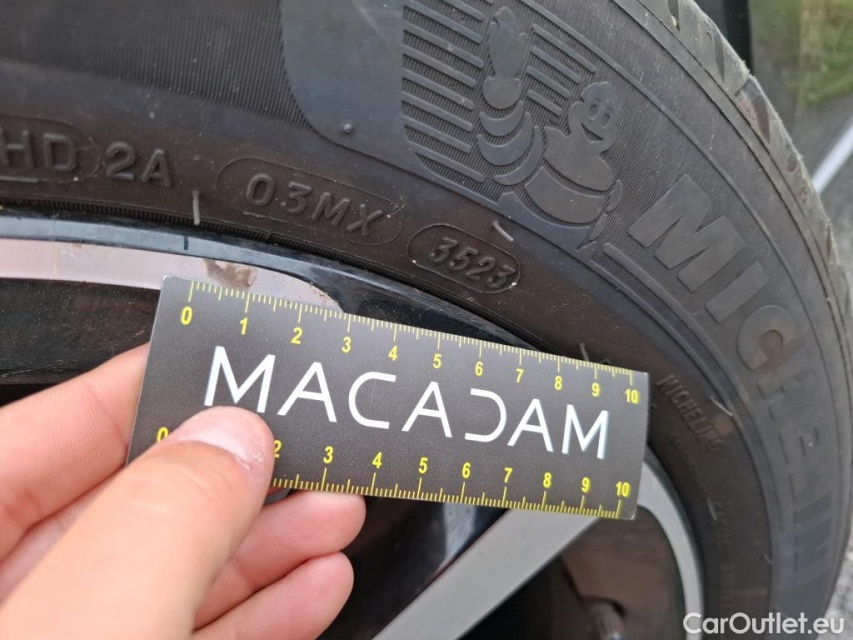 HD 2A
03MX
3523
MICHELIN
MICHELIN
0 1 2 3 4 5 6 7 8 9 10
MACADAM
0 2 3 4 5 6 7 8 9 10
CarOutlet.eu